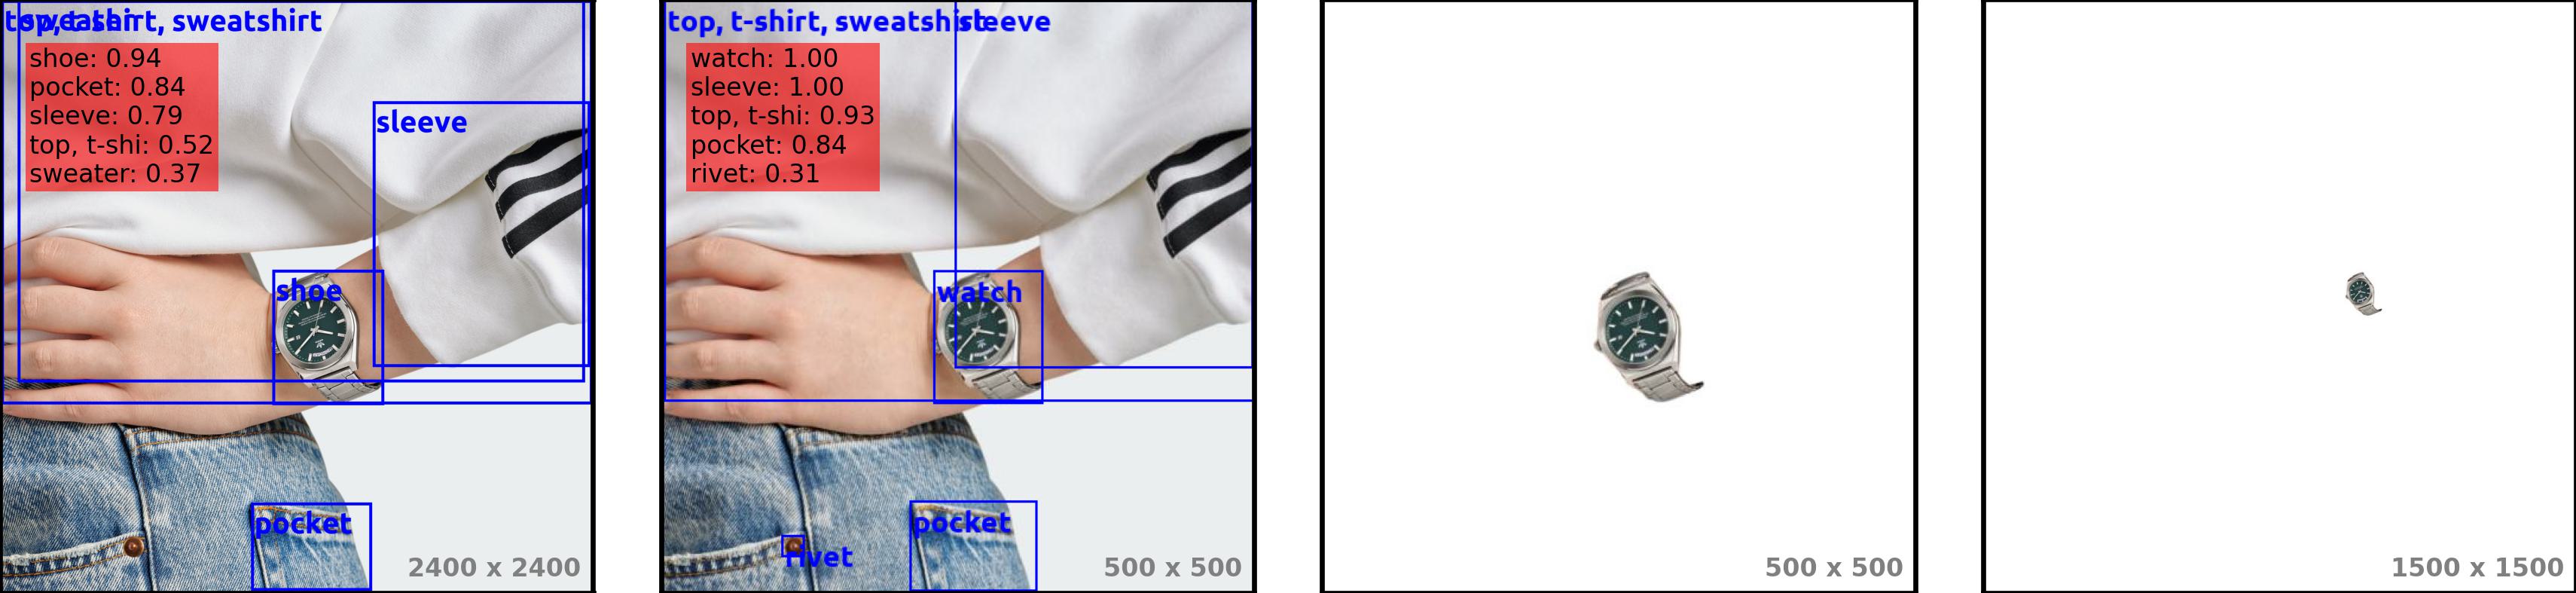 top, t-shirt, sweatshirt
sweater
shoe: 0.94
pocket: 0.84
sleeve: 0.79
top, t-shi: 0.52
sweater: 0.37
sleeve
shoe
pocket
2400 x 2400
top, t-shirt, sweatshirt
sleeve
watch: 1.00
sleeve: 1.00
top, t-shi: 0.93
pocket: 0.84
rivet: 0.31
watch
pocket
rivet
500 x 500
500 x 500
1500 x 1500